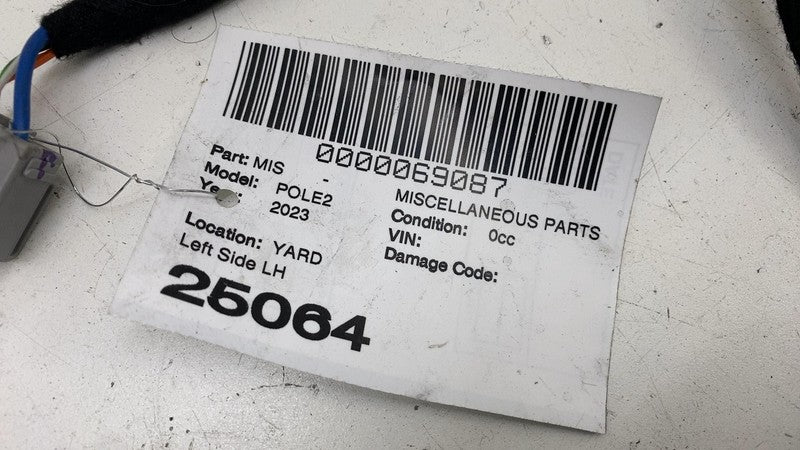 0000069087
Part: MIS - MISCELLANEOUS PARTS
Model: POLE2 Condition: 0cc
2023 VIN:
Location: YARD Damage Code:
Left Side LH
25064